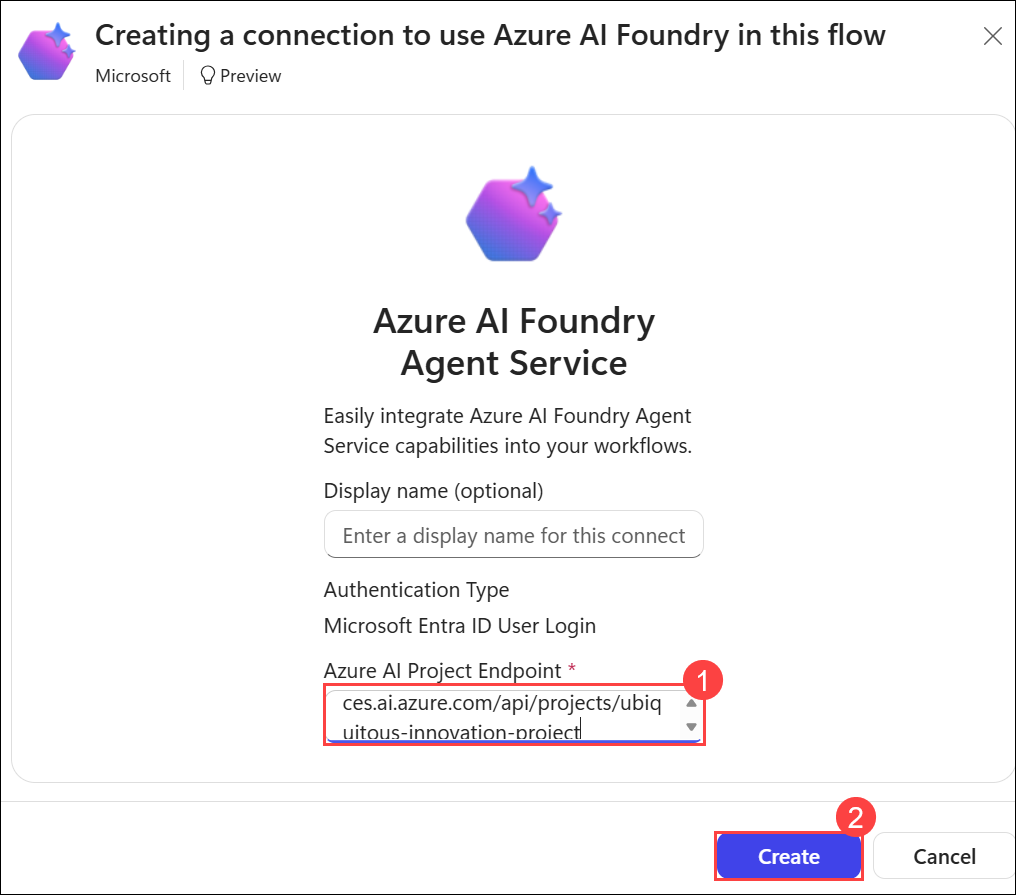 Creating a connection to use Azure AI Foundry in this flow
Microsoft
Preview
Azure AI Foundry
Agent Service
Easily integrate Azure AI Foundry Agent
Service capabilities into your workflows.
Display name (optional)
Enter a display name for this connect
Authentication Type
Microsoft Entra ID User Login
Azure AI Project Endpoint *
1
ces.ai.azure.com/api/projects/ubiq
uitous-innovation-project
2
Create
Cancel